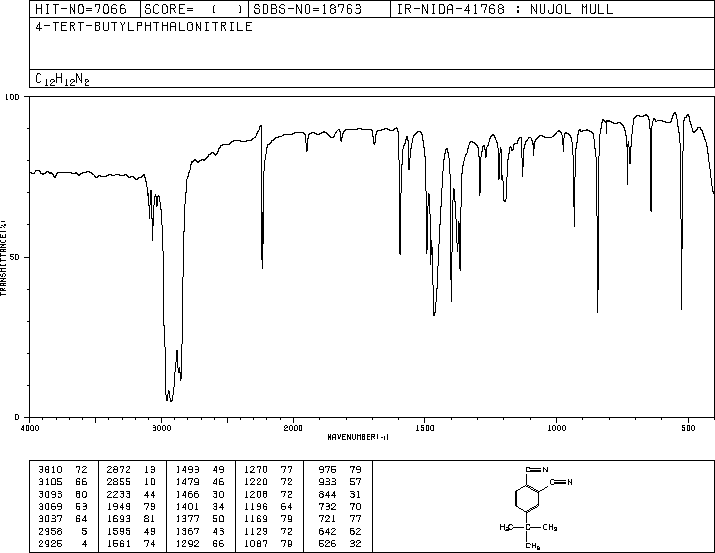 HIT-NO=7066 SCORE= ( ) SDBS-NO=18763 IR-NIDA-41768 : NUJOL MULL
4-TERT-BUTYLPHTHALONITRILE
C12H12N2
100
50
0
TRANSMITTANCE(%)
4000 3000 2000 1500 1000 500
WAVENUMBER(-1)
3810 72 2872 13 1493 49 1270 77 976 79
3105 66 2855 10 1479 46 1220 72 933 57
3093 60 2233 44 1466 30 1208 72 844 31
3069 53 1949 79 1401 34 1196 64 732 70
3037 64 1693 81 1377 50 1169 79 721 77
2958 5 1595 49 1367 43 1129 72 642 62
2925 4 1561 74 1292 66 1087 79 526 32
C≡N
C≡N
H3C C CH3
CH3